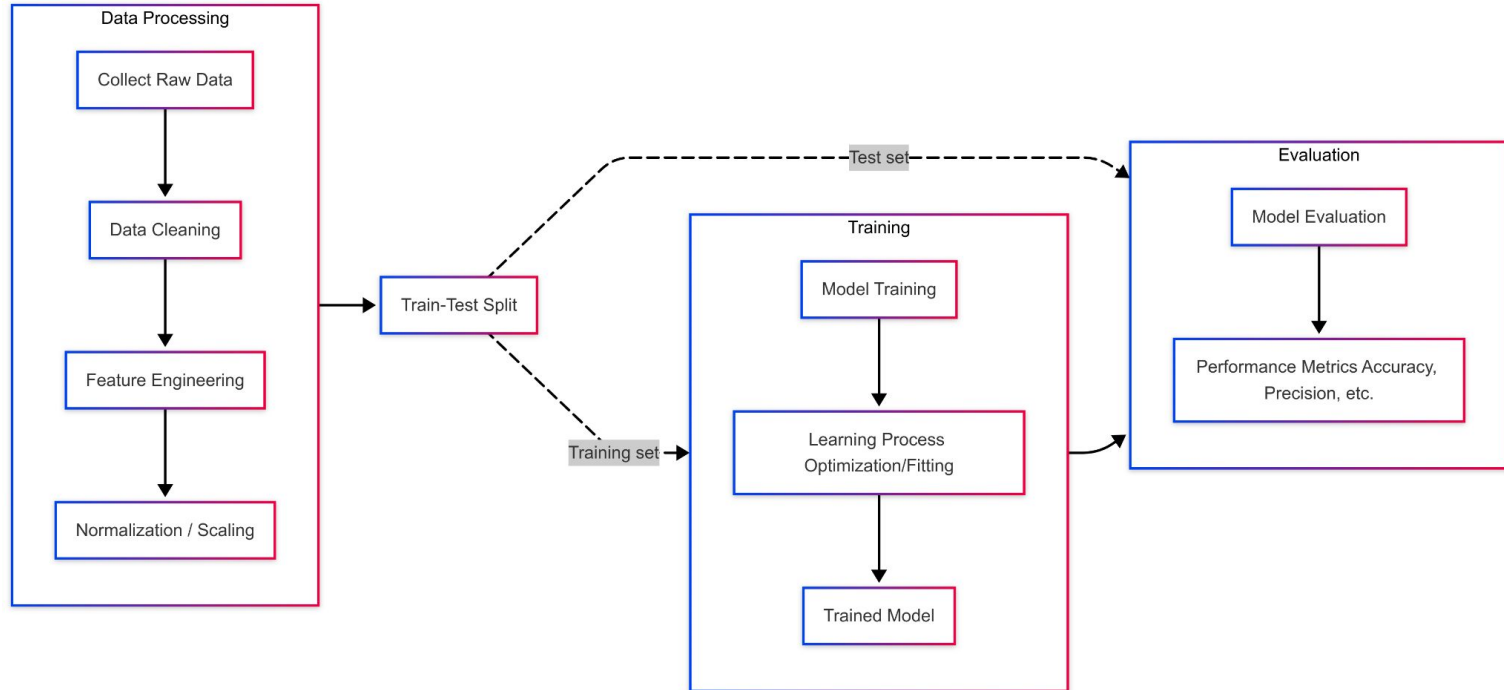 Data Processing
Collect Raw Data
Data Cleaning
Feature Engineering
Normalization / Scaling
Train-Test Split
Test set
Training set
Training
Model Training
Learning Process
Optimization/Fitting
Trained Model
Evaluation
Model Evaluation
Performance Metrics Accuracy,
Precision, etc.